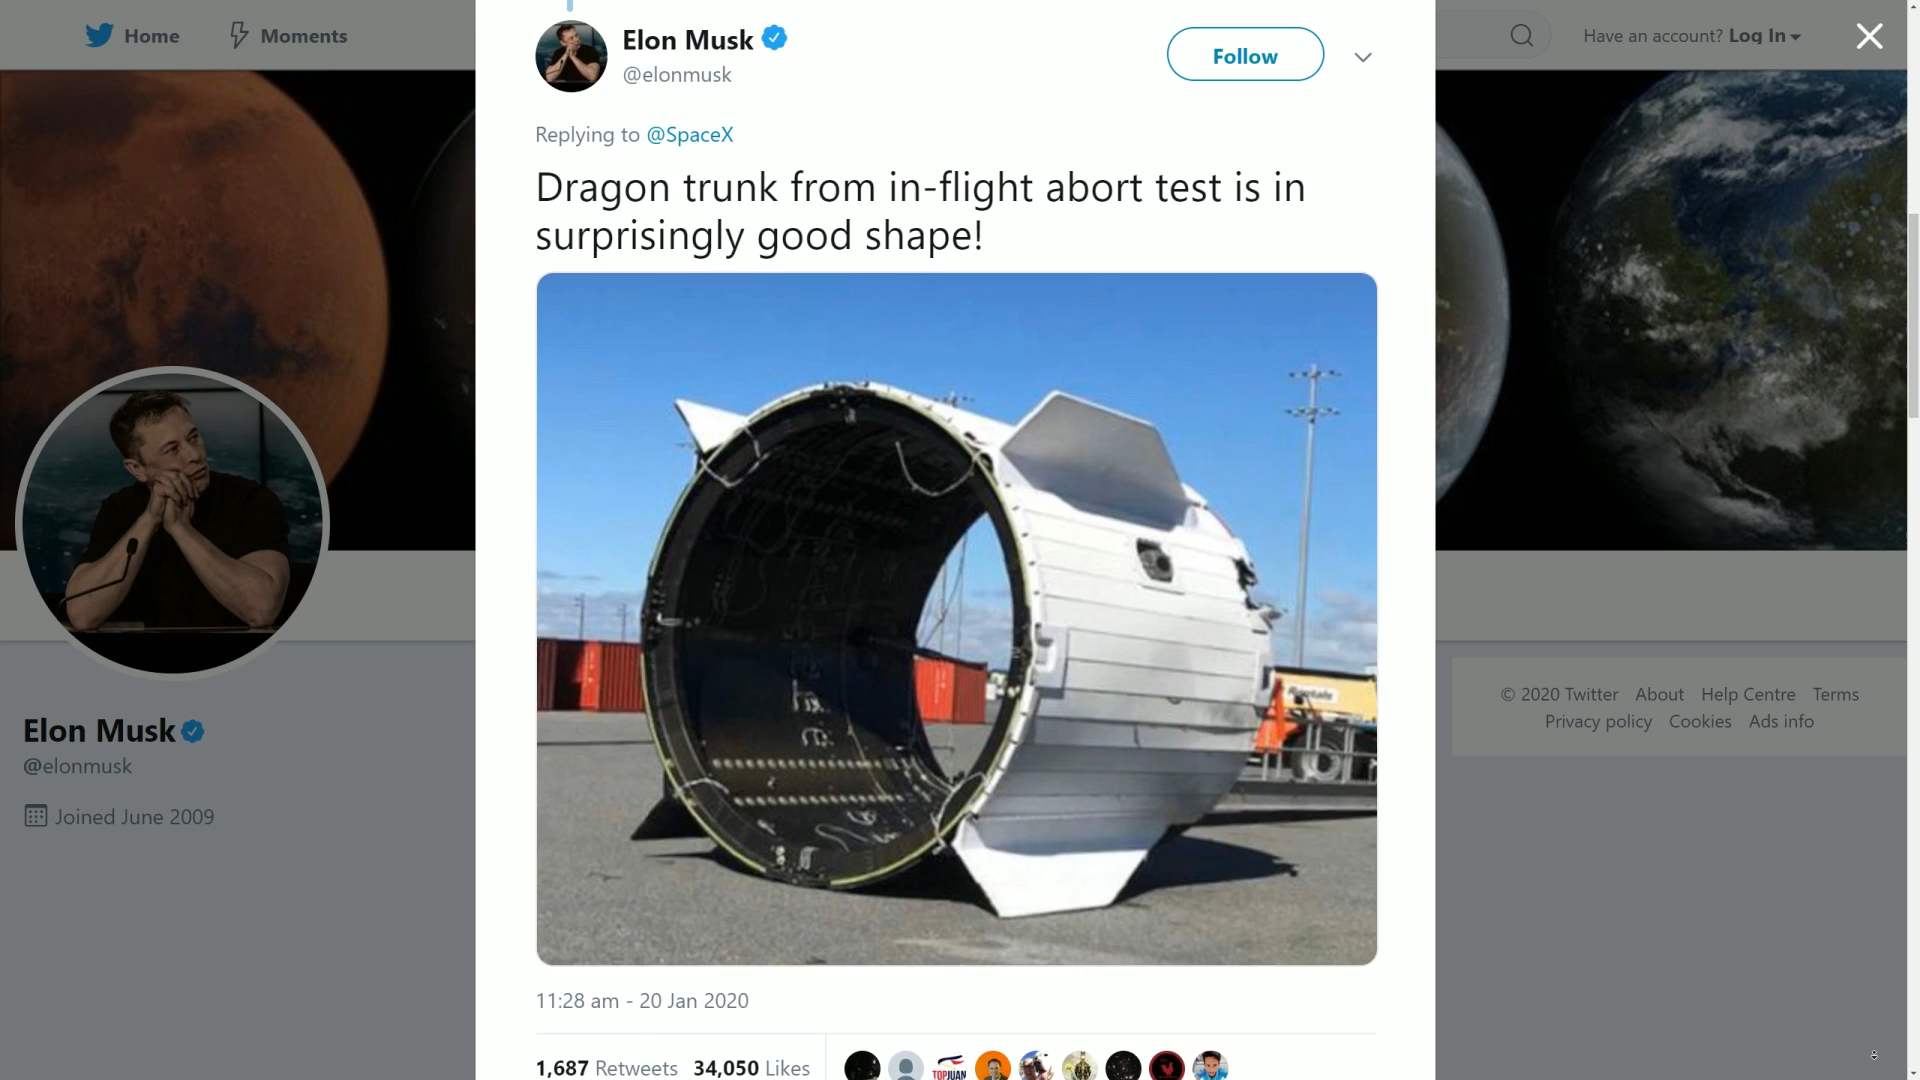 Home
Moments
Have an account? Log In
Elon Musk
@elonmusk
Follow
Replying to @SpaceX
Dragon trunk from in-flight abort test is in
surprisingly good shape!
Rentals
11:28 am - 20 Jan 2020
1,687 Retweets 34,050 Likes
TOPJUAN
Elon Musk
@elonmusk
Joined June 2009
© 2020 Twitter About Help Centre Terms
Privacy policy Cookies Ads info